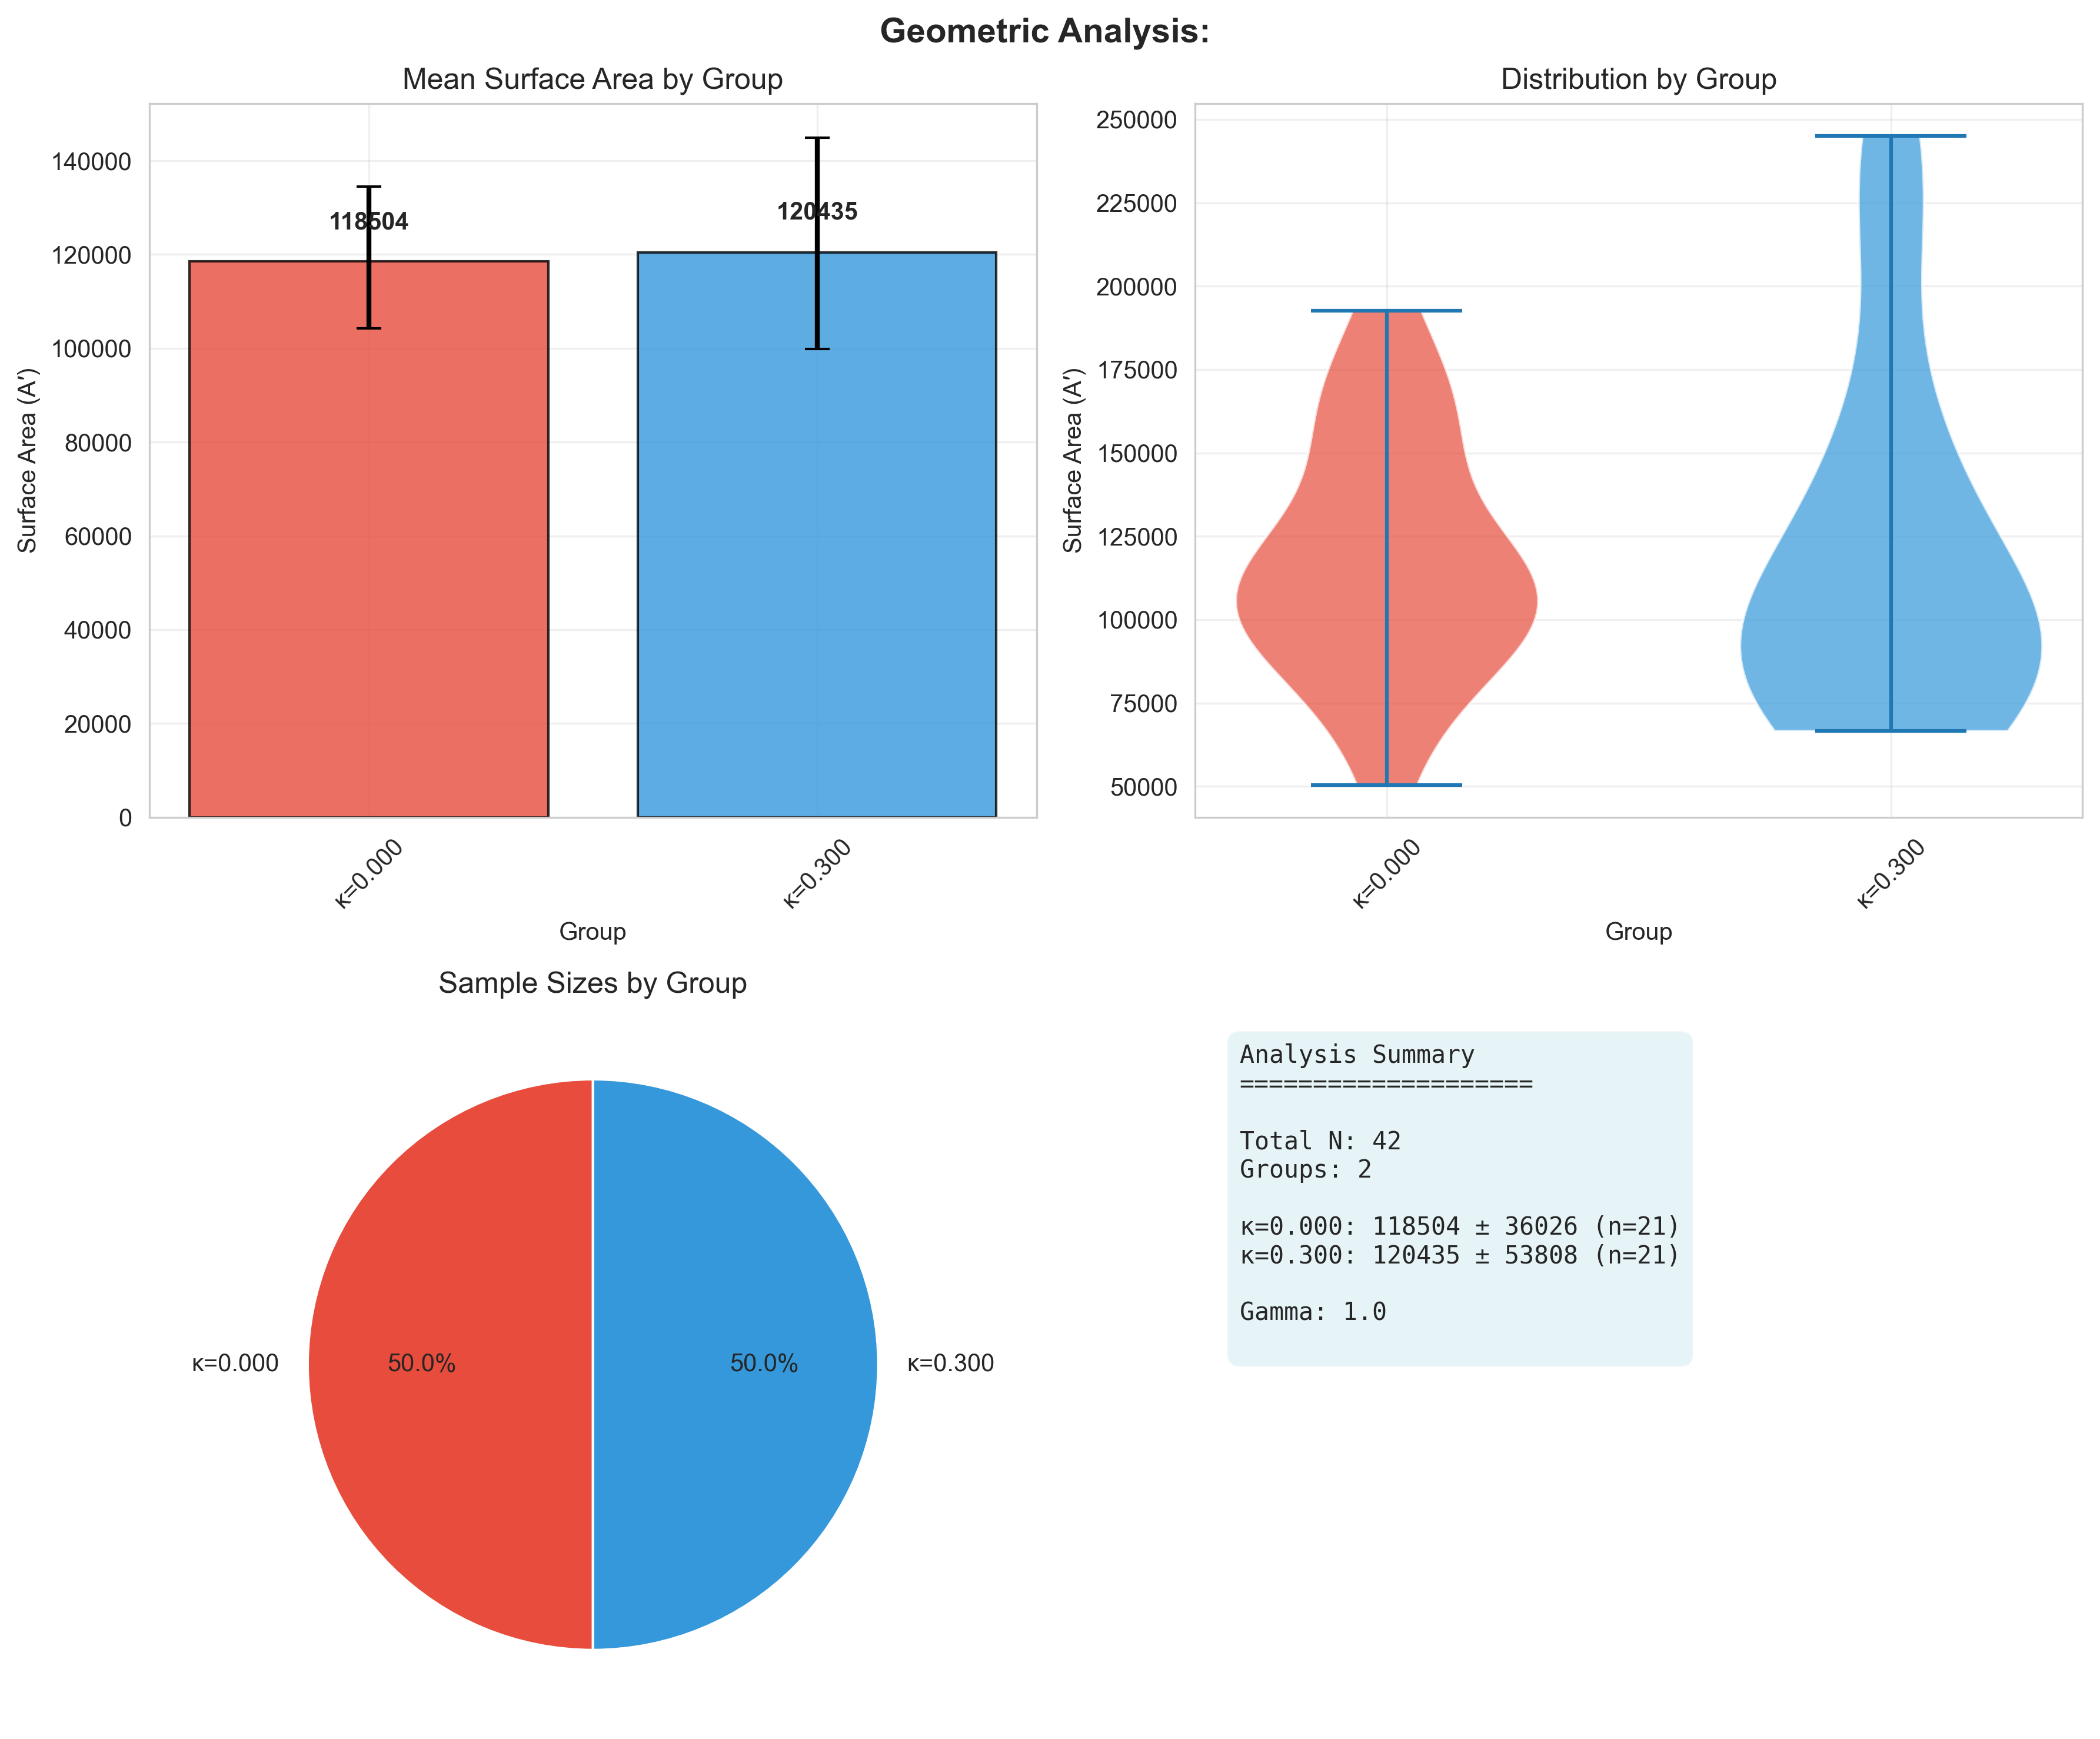 Geometric Analysis:
Mean Surface Area by Group
140000
120000
100000
80000
60000
40000
20000
0
Surface Area (A')
118504
120435
κ=0.000
κ=0.300
Group
Distribution by Group
250000
225000
200000
175000
150000
125000
100000
75000
50000
Surface Area (A')
κ=0.000
κ=0.300
Group
Sample Sizes by Group
κ=0.000
50.0%
50.0%
κ=0.300
Analysis Summary
====================
Total N: 42
Groups: 2
κ=0.000: 118504 ± 36026 (n=21)
κ=0.300: 120435 ± 53808 (n=21)
Gamma: 1.0